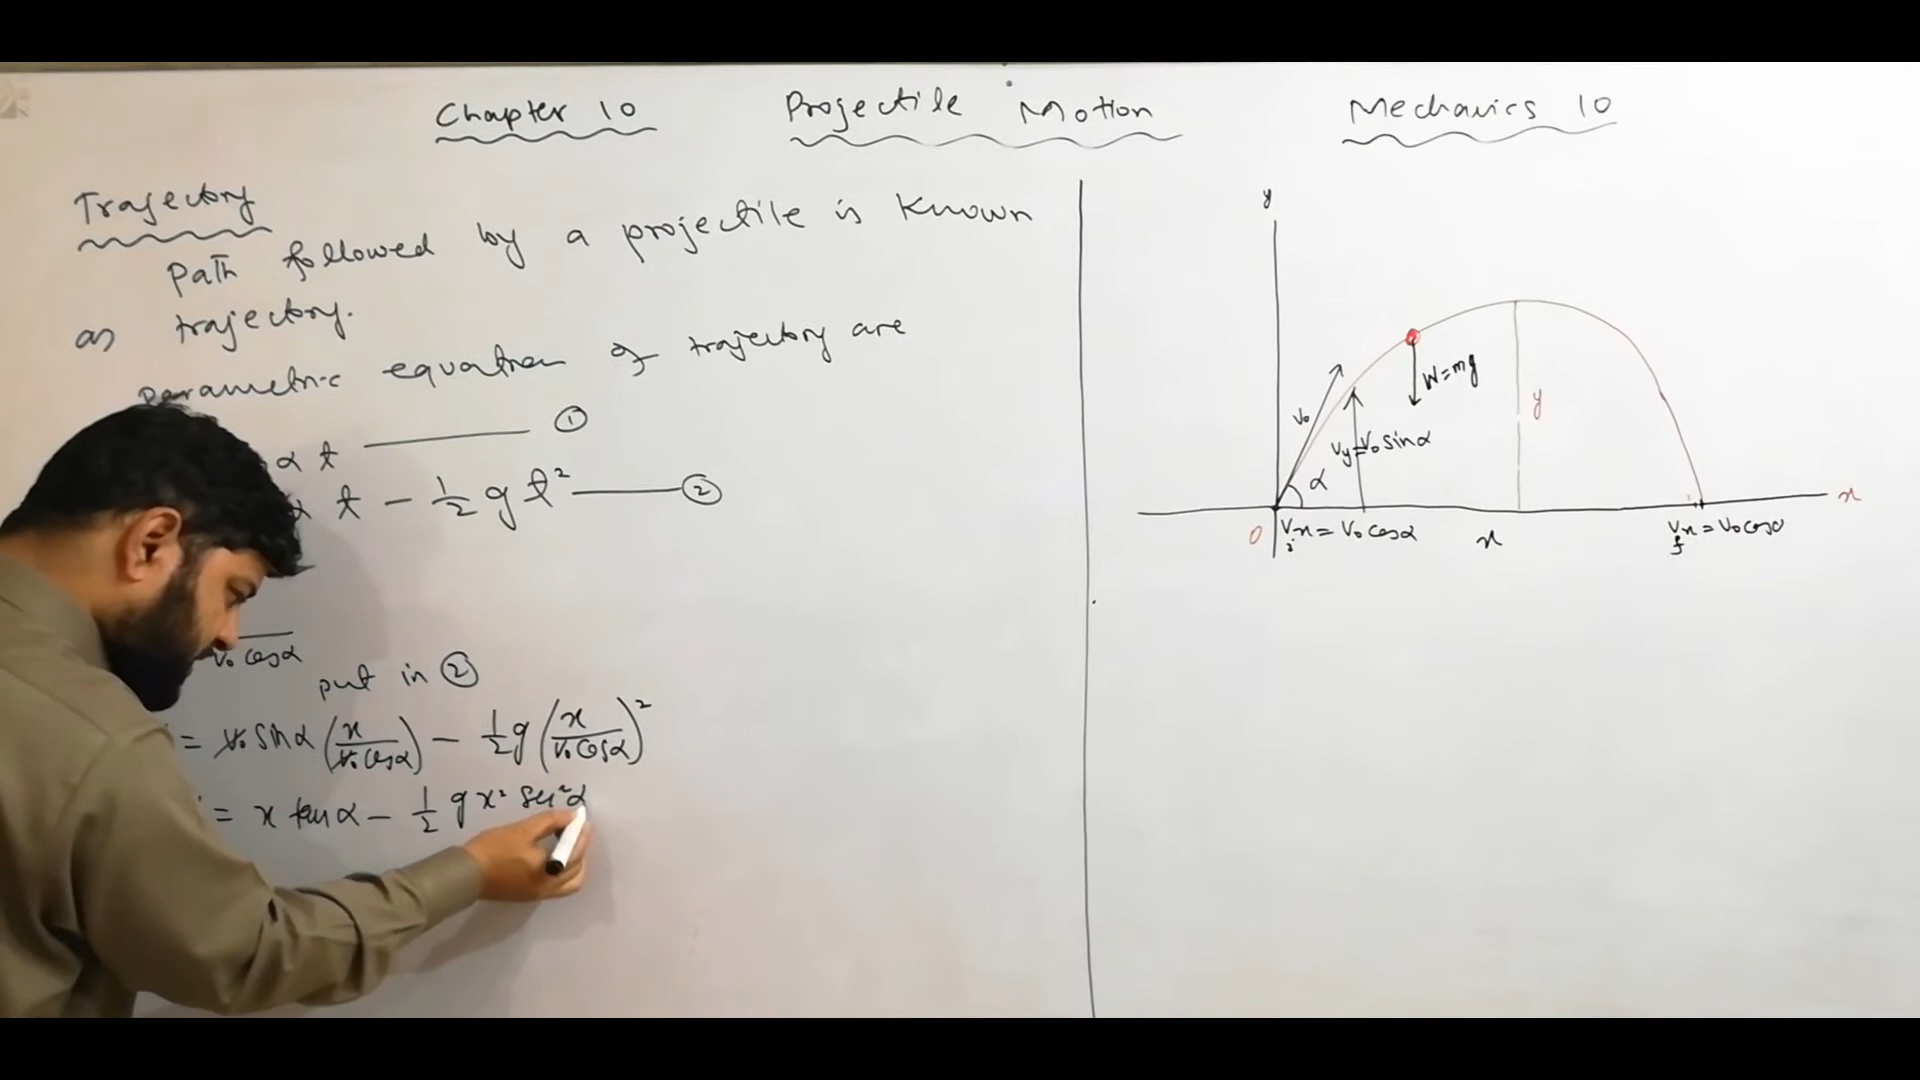 Chapter 10 Projectile Motion Mechanics 10
Trajectory
Path followed by a projectile is known
as trajectory.
parametric equation of trajectory are
α t ——— ①
α t − 1/2 g t² ——— ②
v₀ cosα
put in ②
= v₀ sinα (x/(v₀ cosα)) − 1/2 g (x/(v₀ cosα))²
= x tanα − 1/2 g x² sec²α
y
W=mg
v₀
y
Vy=V₀ sinα
α
x
O
Vix = V₀ cosα
x
Vfx = V₀ cosα